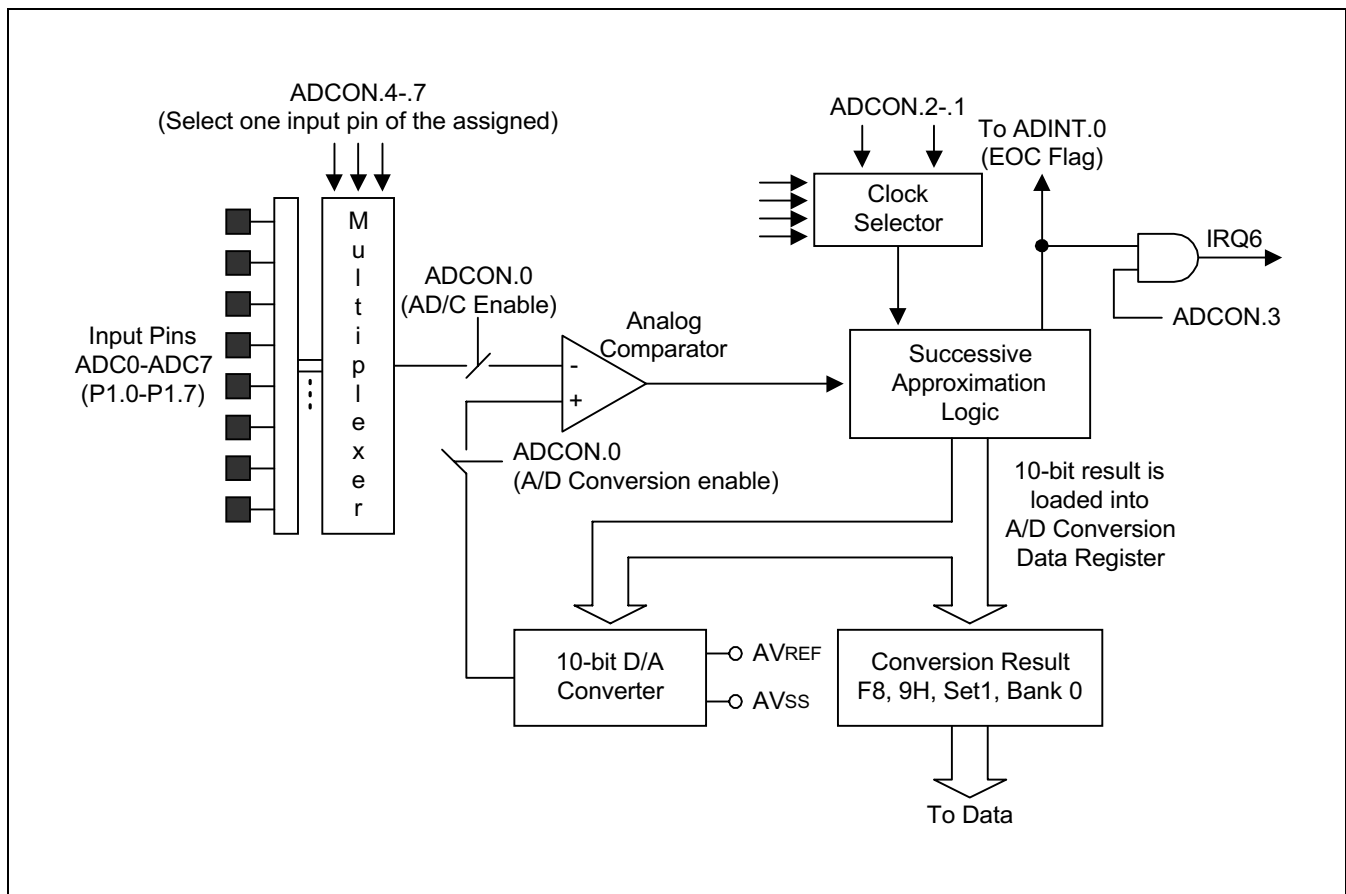 ADCON.4-.7
(Select one input pin of the assigned)
ADCON.2-.1
To ADINT.0
(EOC Flag)
Clock
Selector
IRQ6
ADCON.3
Multiplexer
ADCON.0
(AD/C Enable)
Input Pins
ADC0-ADC7
(P1.0-P1.7)
Analog
Comparator
-
+
Successive
Approximation
Logic
ADCON.0
(A/D Conversion enable)
10-bit result is
loaded into
A/D Conversion
Data Register
10-bit D/A
Converter
AVREF
AVSS
Conversion Result
F8, 9H, Set1, Bank 0
To Data